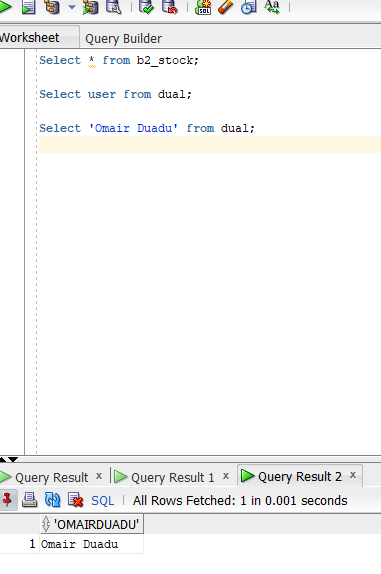 Worksheet Query Builder
Select * from b2_stock;
Select user from dual;
Select 'Omair Duadu' from dual;
Query Result x Query Result 1 x Query Result 2 x
SQL | All Rows Fetched: 1 in 0.001 seconds
'OMAIRDUADU'
1 Omair Duadu